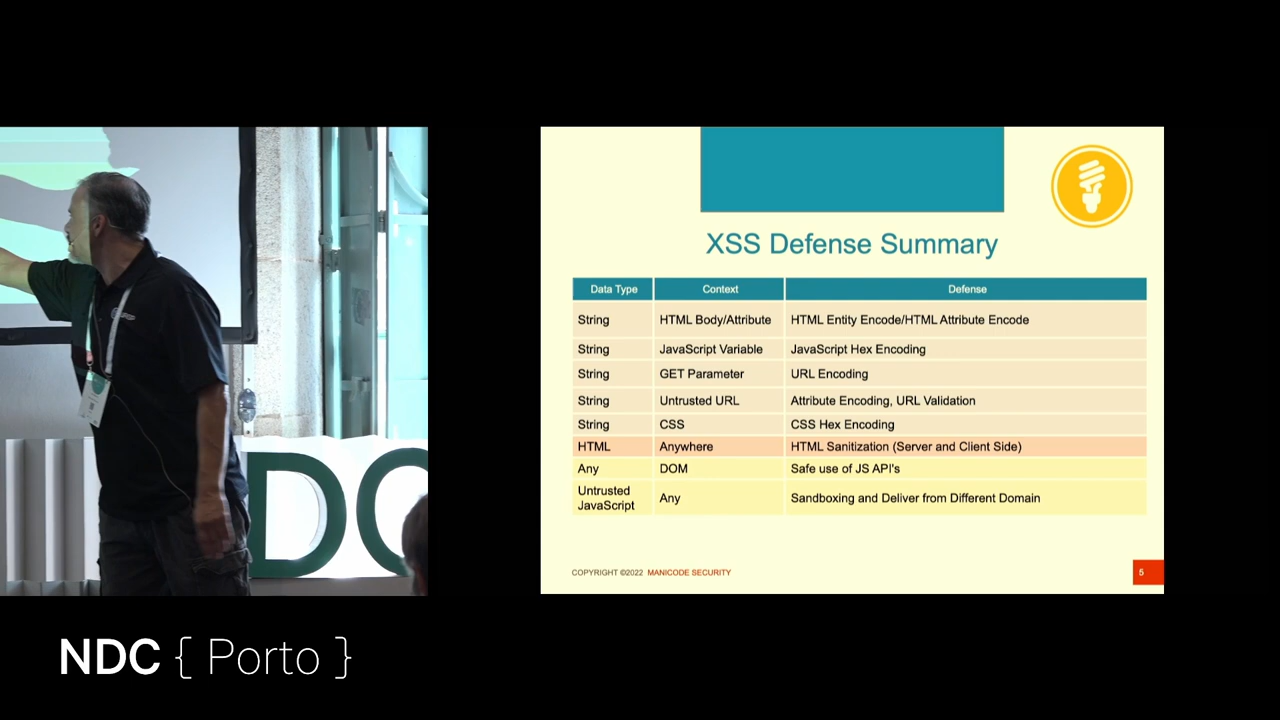 XSS Defense Summary
Data Type Context Defense
String HTML Body/Attribute HTML Entity Encode/HTML Attribute Encode
String JavaScript Variable JavaScript Hex Encoding
String GET Parameter URL Encoding
String Untrusted URL Attribute Encoding, URL Validation
String CSS CSS Hex Encoding
HTML Anywhere HTML Sanitization (Server and Client Side)
Any DOM Safe use of JS API's
Untrusted
JavaScript Any Sandboxing and Deliver from Different Domain
COPYRIGHT ©2022 MANICODE SECURITY
5
DC
NDC { Porto }